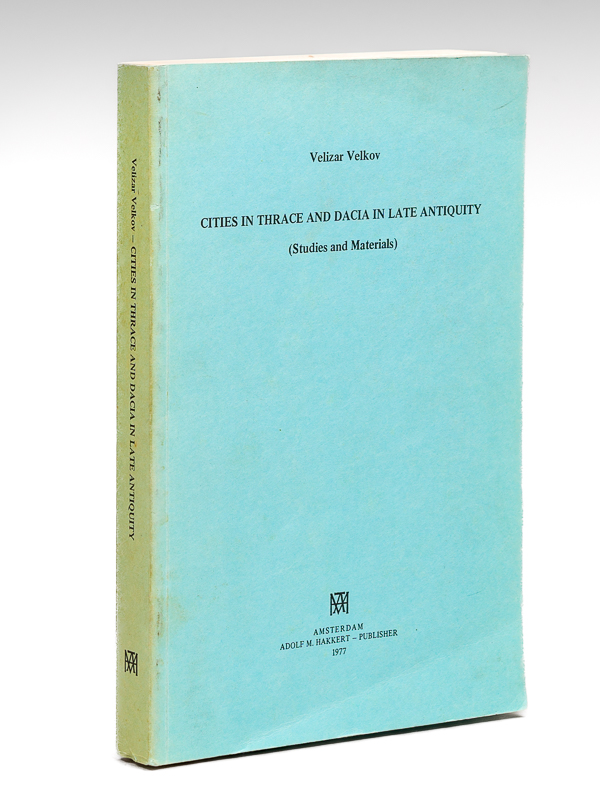 Velizar Velkov
CITIES IN THRACE AND DACIA IN LATE ANTIQUITY
(Studies and Materials)
AMSTERDAM
ADOLF M. HAKKERT – PUBLISHER
1977
Velizar Velkov – CITIES IN THRACE AND DACIA IN LATE ANTIQUITY